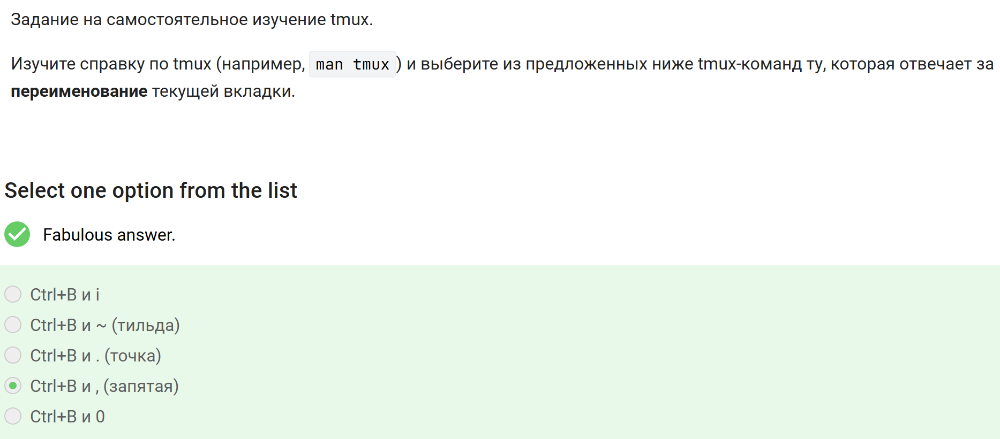 Задание на самостоятельное изучение tmux.
Изучите справку по tmux (например, man tmux) и выберите из предложенных ниже tmux-команд ту, которая отвечает за
переименование текущей вкладки.
Select one option from the list
Fabulous answer.
Ctrl+B и i
Ctrl+B и ~ (тильда)
Ctrl+B и . (точка)
Ctrl+B и , (запятая)
Ctrl+B и 0